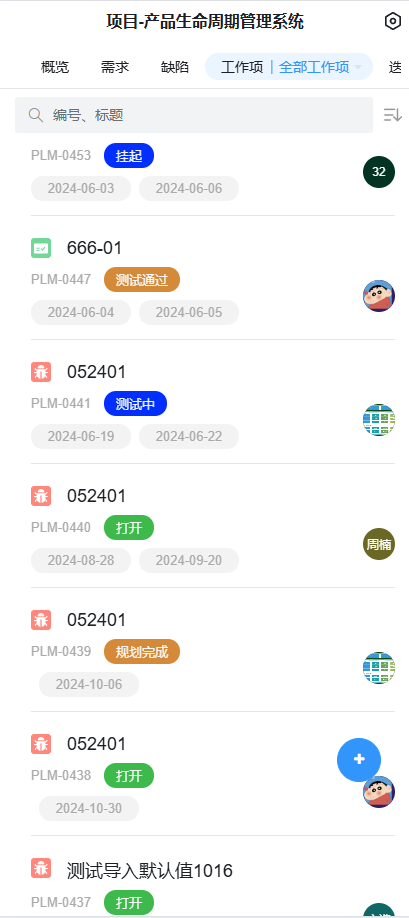 项目-产品生命周期管理系统
概览 需求 缺陷 工作项 | 全部工作项 迭
编号、标题
PLM-0453 挂起
32
2024-06-03 2024-06-06
666-01
PLM-0447 测试通过
2024-06-04 2024-06-05
052401
PLM-0441 测试中
2024-06-19 2024-06-22
052401
PLM-0440 打开
周楠
2024-08-28 2024-09-20
052401
PLM-0439 规划完成
2024-10-06
052401
PLM-0438 打开
2024-10-30
测试导入默认值1016
PLM-0437 打开